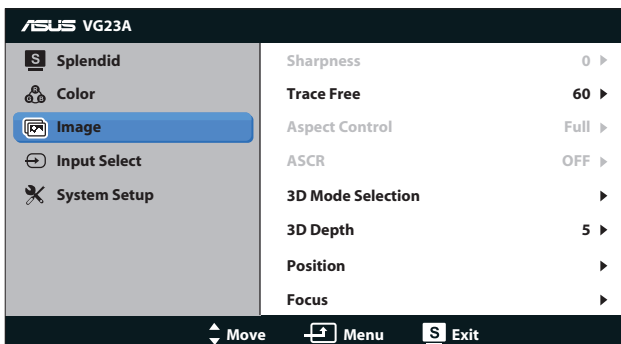 ASUS VG23A
S Splendid
Color
Image
Input Select
System Setup
Sharpness 0
Trace Free 60
Aspect Control Full
ASCR OFF
3D Mode Selection
3D Depth 5
Position
Focus
Move Menu S Exit